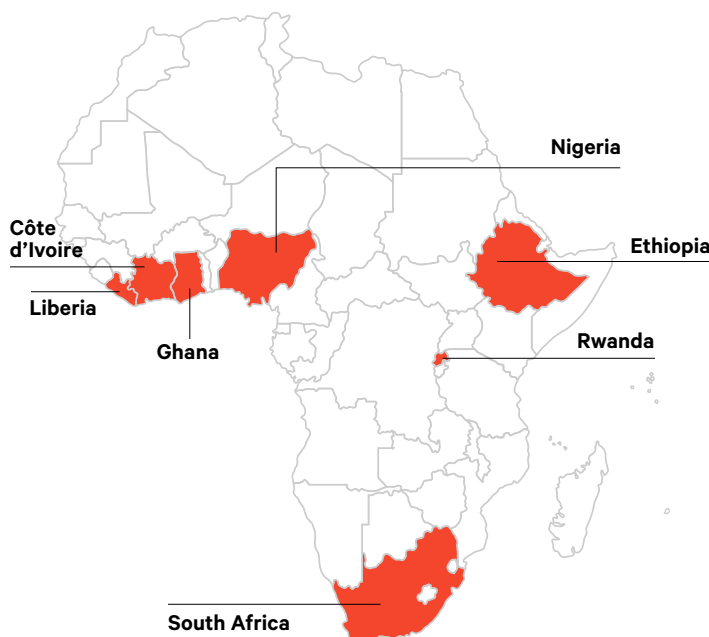 Nigeria
Côte
d’Ivoire
Ethiopia
Liberia
Ghana
Rwanda
South Africa